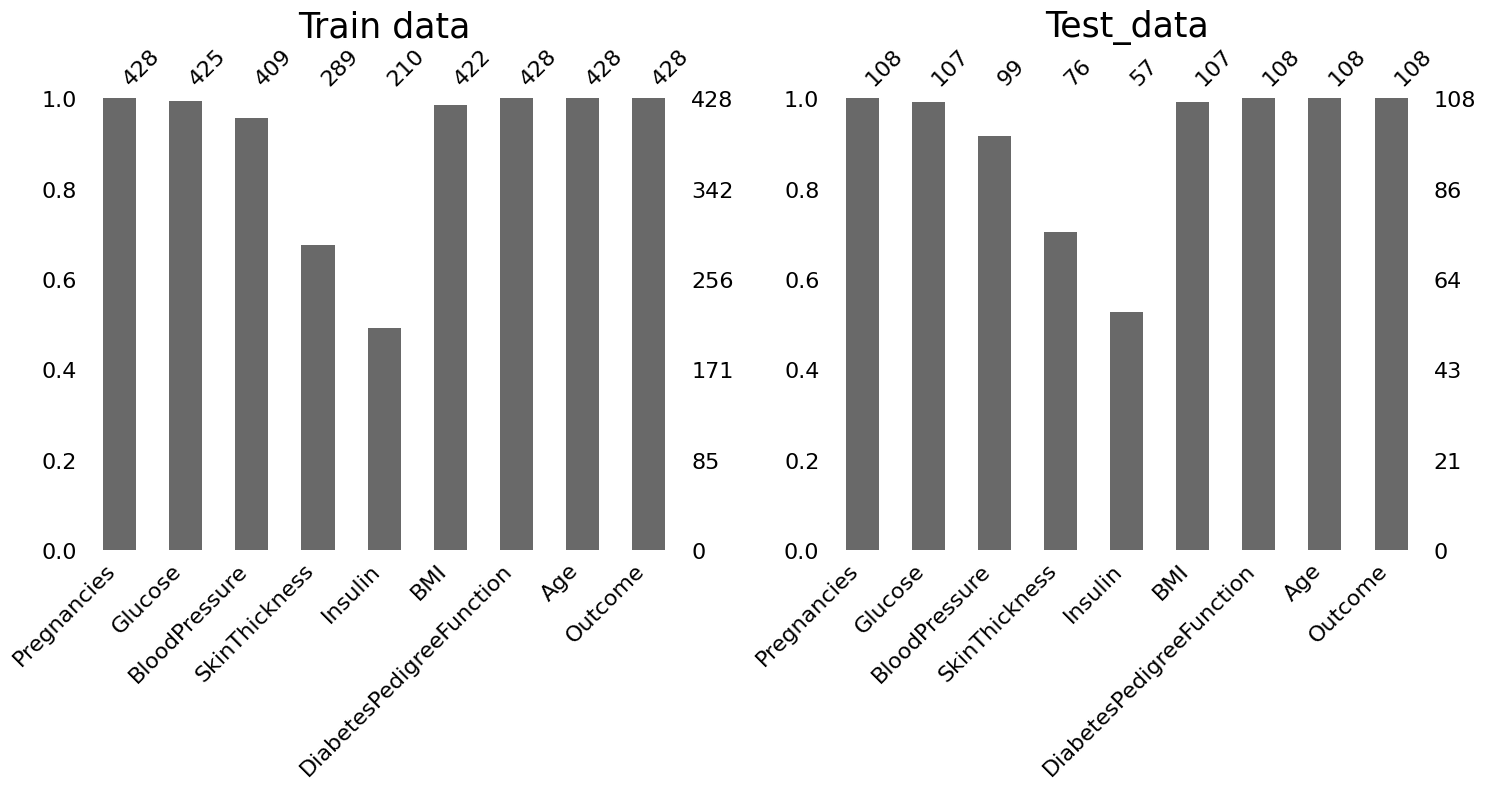 Train data
428 425 409 289 210 422 428 428 428
1.0 428
0.8 342
0.6 256
0.4 171
0.2 85
0.0 0
Pregnancies
Glucose
BloodPressure
SkinThickness
Insulin
BMI
DiabetesPedigreeFunction
Age
Outcome
Test_data
108 107 99 76 57 107 108 108 108
1.0 108
0.8 86
0.6 64
0.4 43
0.2 21
0.0 0
Pregnancies
Glucose
BloodPressure
SkinThickness
Insulin
BMI
DiabetesPedigreeFunction
Age
Outcome